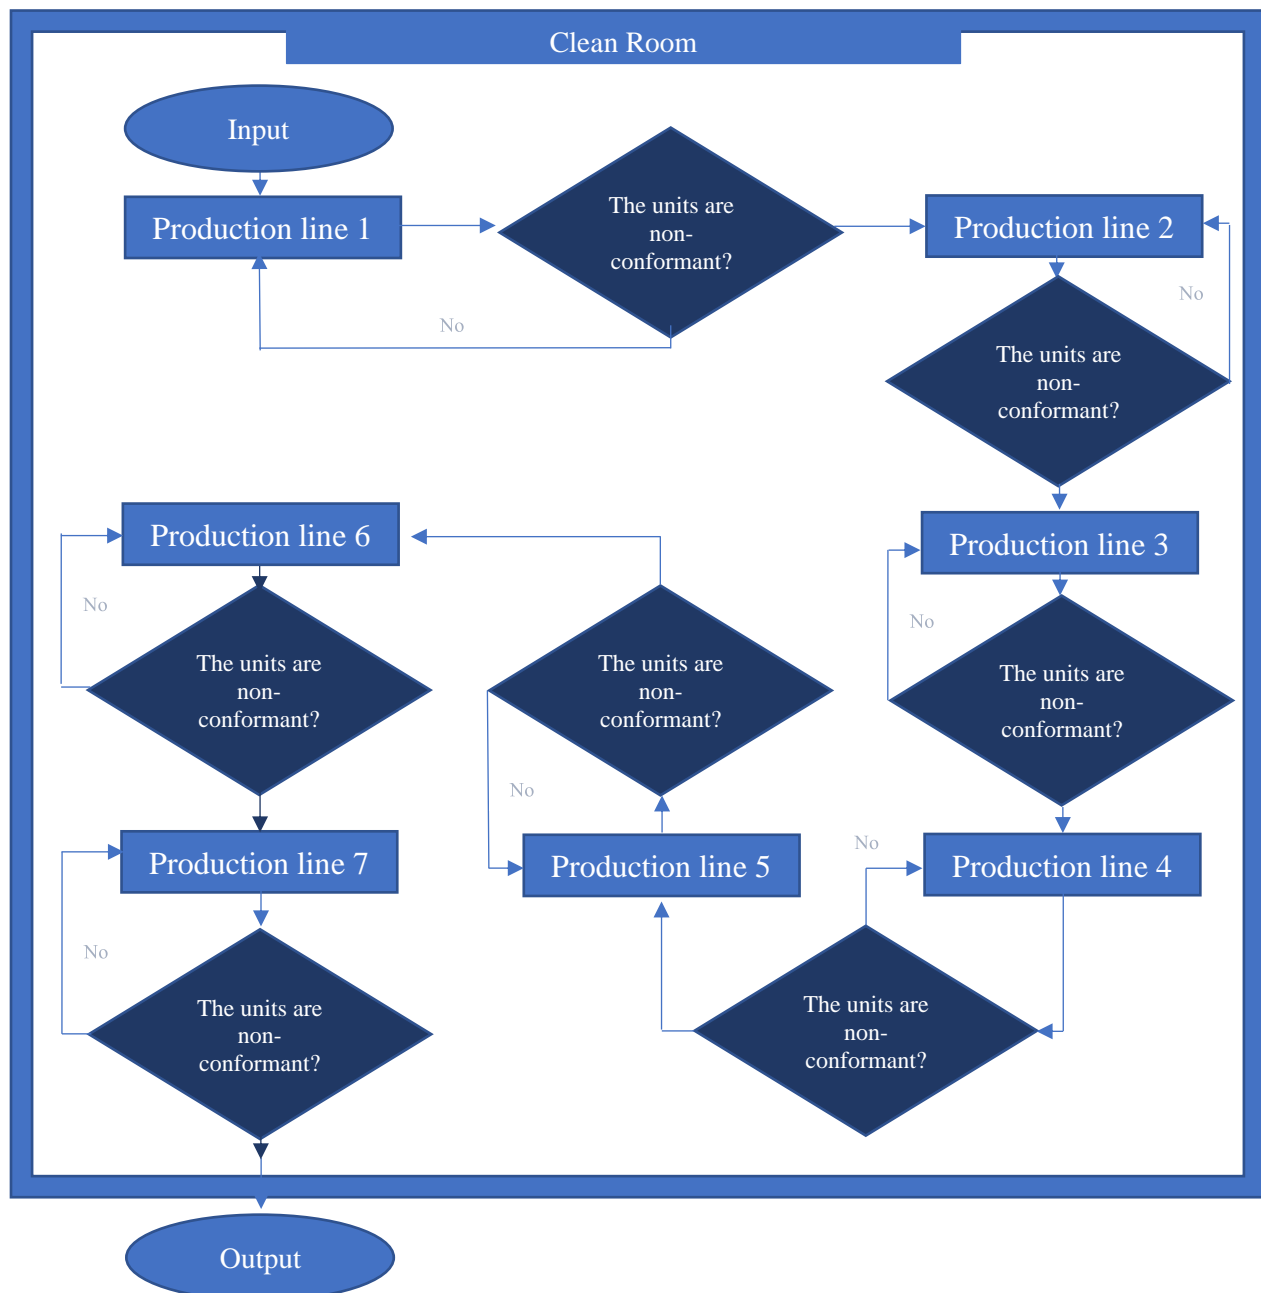 Clean Room
Input
Production line 1
The units are
non-
conformant?
No
Production line 2
No
The units are
non-
conformant?
Production line 3
No
The units are
non-
conformant?
Production line 4
No
The units are
non-
conformant?
Production line 5
No
The units are
non-
conformant?
Production line 6
No
The units are
non-
conformant?
Production line 7
No
The units are
non-
conformant?
Output